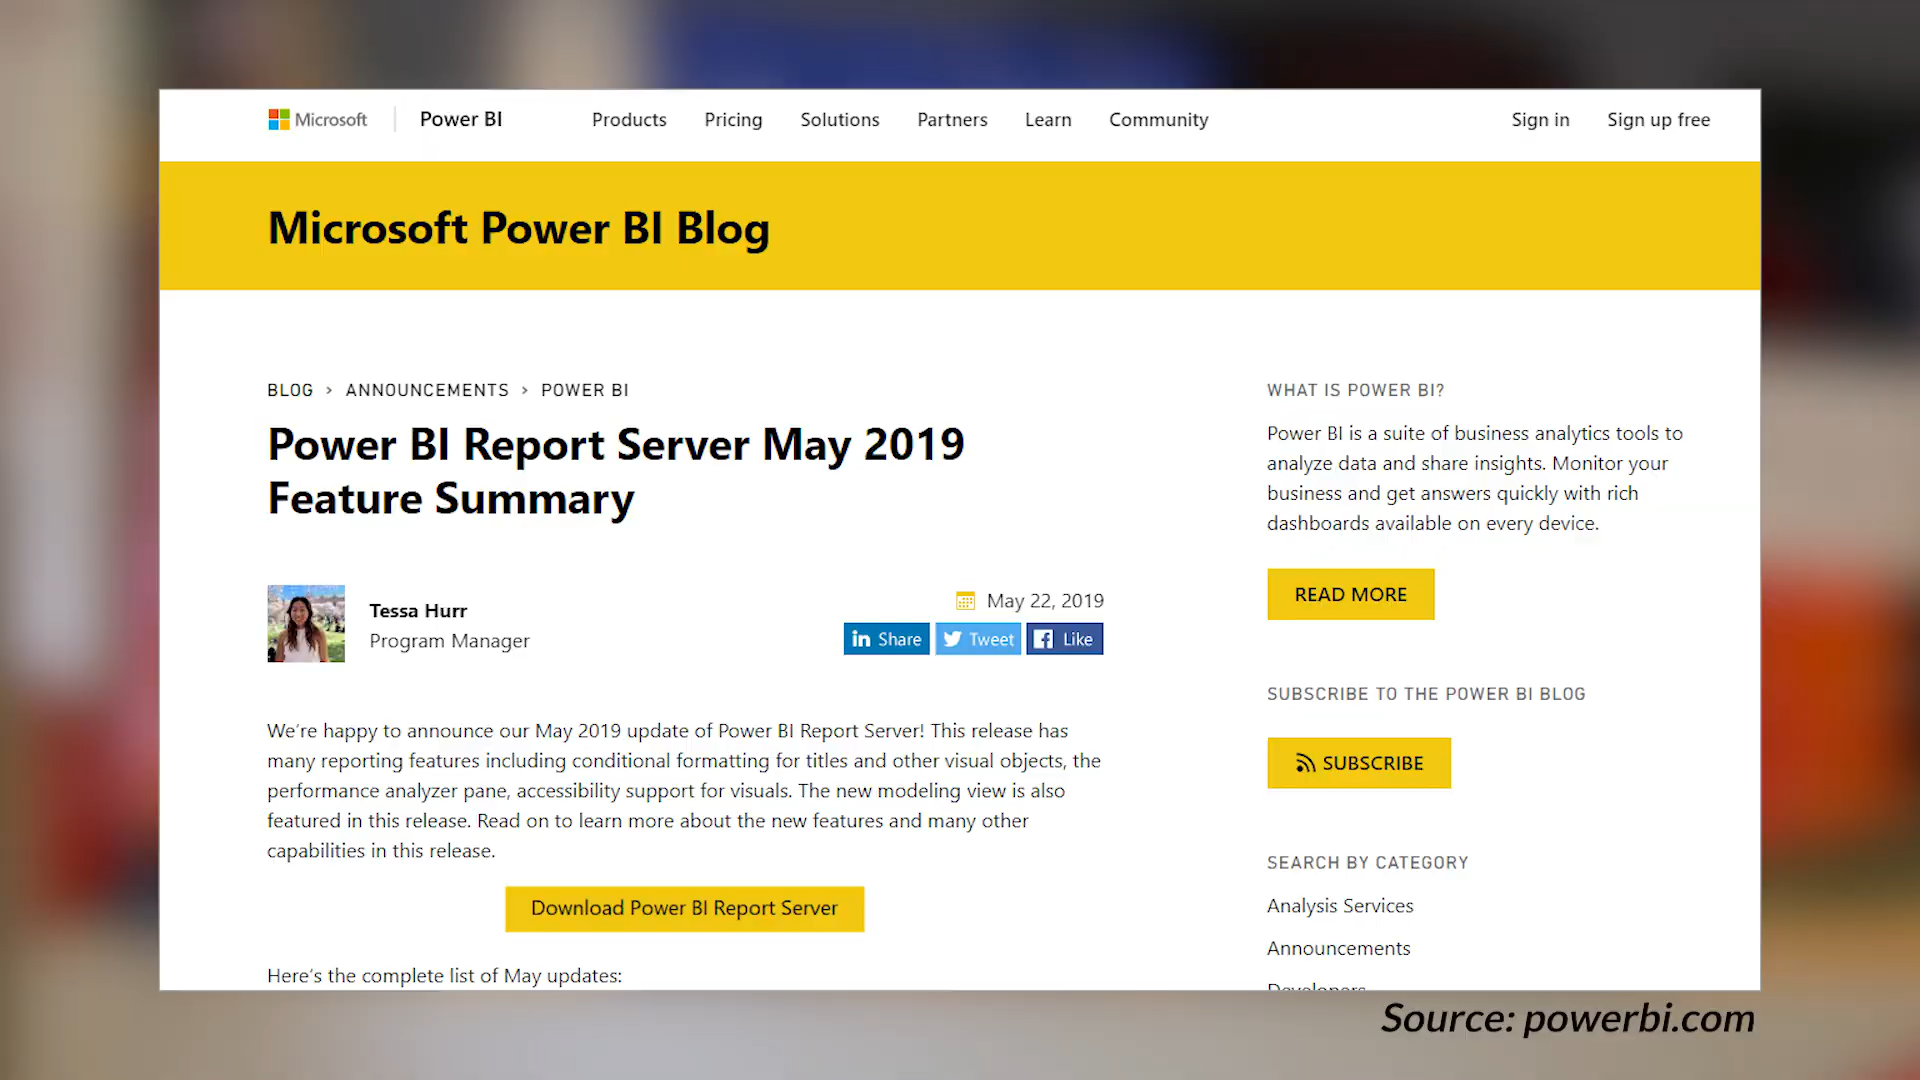 Microsoft Power BI Products Pricing Solutions Partners Learn Community Sign in Sign up free
Microsoft Power BI Blog
BLOG > ANNOUNCEMENTS > POWER BI
Power BI Report Server May 2019
Feature Summary
Tessa Hurr
Program Manager
May 22, 2019
Share Tweet Like
We're happy to announce our May 2019 update of Power BI Report Server! This release has
many reporting features including conditional formatting for titles and other visual objects, the
performance analyzer pane, accessibility support for visuals. The new modeling view is also
featured in this release. Read on to learn more about the new features and many other
capabilities in this release.
Download Power BI Report Server
Here's the complete list of May updates:
WHAT IS POWER BI?
Power BI is a suite of business analytics tools to
analyze data and share insights. Monitor your
business and get answers quickly with rich
dashboards available on every device.
READ MORE
SUBSCRIBE TO THE POWER BI BLOG
SUBSCRIBE
SEARCH BY CATEGORY
Analysis Services
Announcements
Developers
Source: powerbi.com